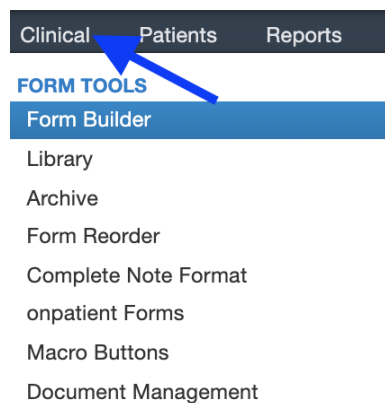 Clinical Patients Reports
FORM TOOLS
Form Builder
Library
Archive
Form Reorder
Complete Note Format
onpatient Forms
Macro Buttons
Document Management